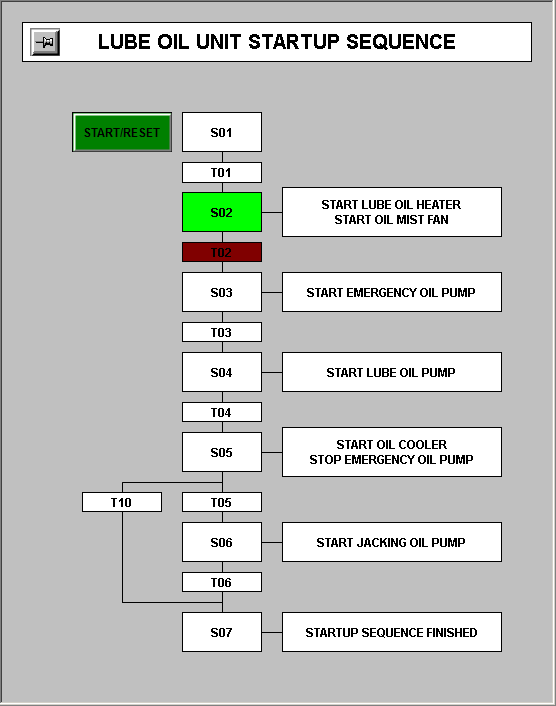 LUBE OIL UNIT STARTUP SEQUENCE
START/RESET
S01
T01
S02
START LUBE OIL HEATER
START OIL MIST FAN
T02
S03
START EMERGENCY OIL PUMP
T03
S04
START LUBE OIL PUMP
T04
S05
START OIL COOLER
STOP EMERGENCY OIL PUMP
T10
T05
S06
START JACKING OIL PUMP
T06
S07
STARTUP SEQUENCE FINISHED